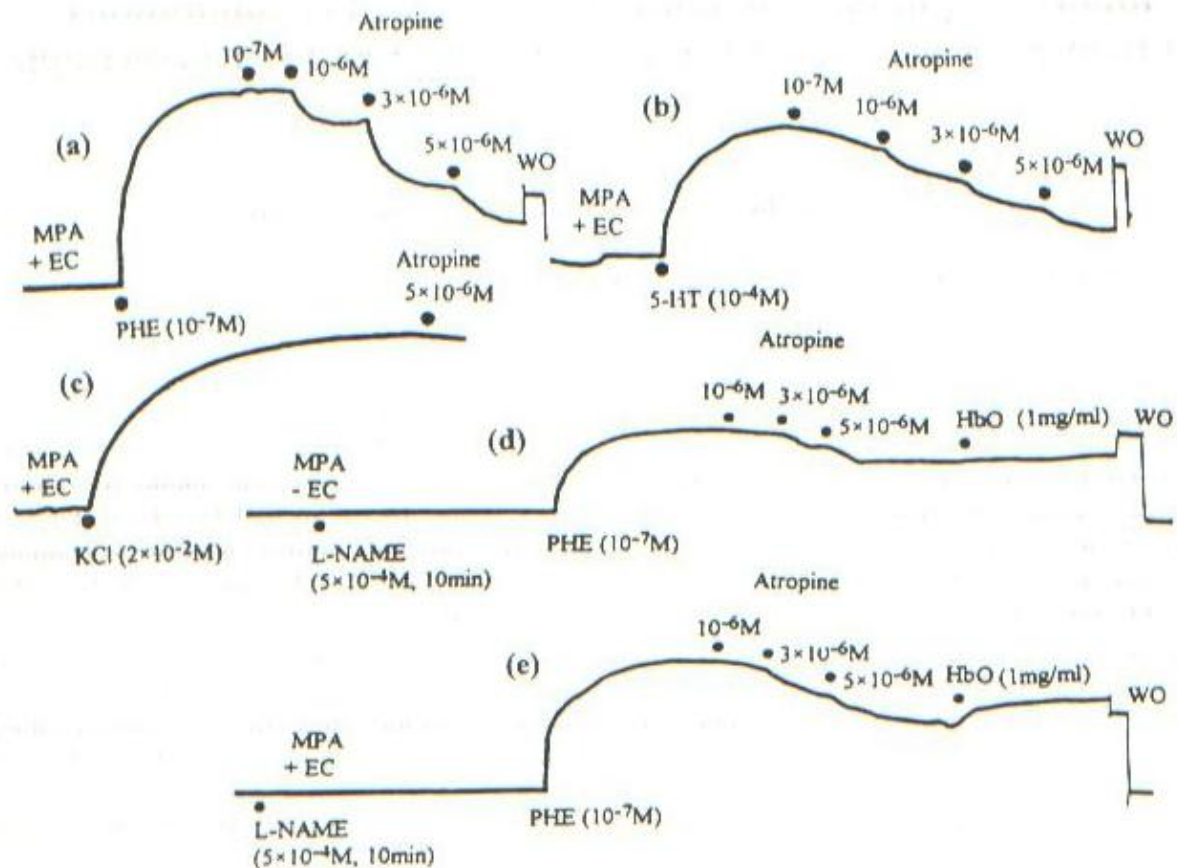 Atropine
10⁻⁷M
10⁻⁶M
3×10⁻⁶M
5×10⁻⁶M
WO
(a)
MPA
+ EC
PHE (10⁻⁷M)
Atropine
10⁻⁷M
10⁻⁶M
3×10⁻⁶M
5×10⁻⁶M
WO
(b)
MPA
+ EC
5-HT (10⁻⁴M)
Atropine
5×10⁻⁶M
(c)
MPA
+ EC
KCl (2×10⁻²M)
Atropine
10⁻⁶M
3×10⁻⁶M
5×10⁻⁶M
HbO (1mg/ml)
WO
(d)
MPA
- EC
L-NAME
(5×10⁻⁴M, 10min)
PHE (10⁻⁷M)
Atropine
10⁻⁶M
3×10⁻⁶M
5×10⁻⁶M
HbO (1mg/ml)
WO
(e)
MPA
+ EC
L-NAME
(5×10⁻⁴M, 10min)
PHE (10⁻⁷M)